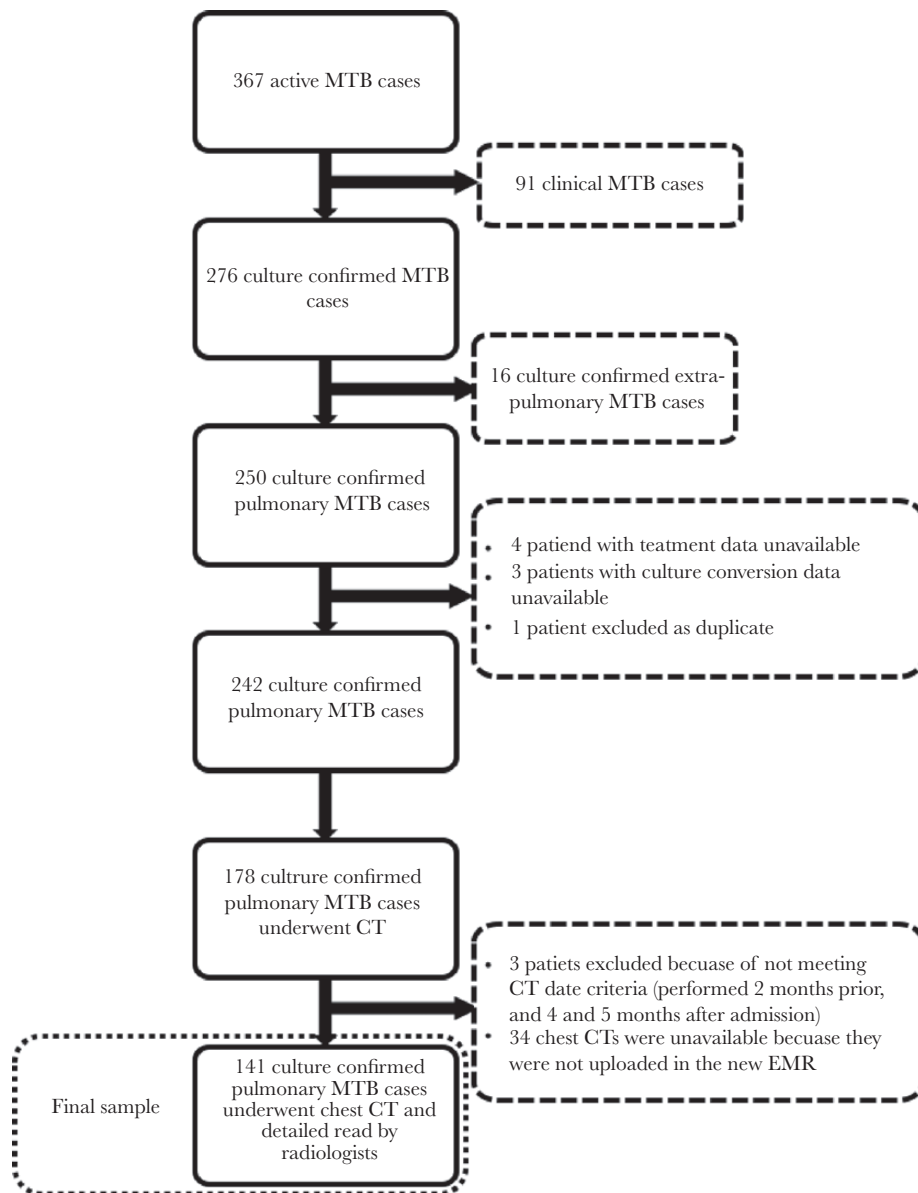 367 active MTB cases
91 clinical MTB cases
276 culture confirmed MTB
cases
16 culture confirmed extra-
pulmonary MTB cases
250 culture confirmed
pulmonary MTB cases
• 4 patiend with teatment data unavailable
• 3 patients with culture conversion data
unavailable
• 1 patient excluded as duplicate
242 culture confirmed
pulmonary MTB cases
178 cultrure confirmed
pulmonary MTB cases
underwent CT
• 3 patiets excluded becuase of not meeting
CT date criteria (performed 2 months prior,
and 4 and 5 months after admission)
• 34 chest CTs were unavailable becuase they
were not uploaded in the new EMR
Final sample
141 culture confirmed
pulmonary MTB cases
underwent chest CT and
detailed read by
radiologists